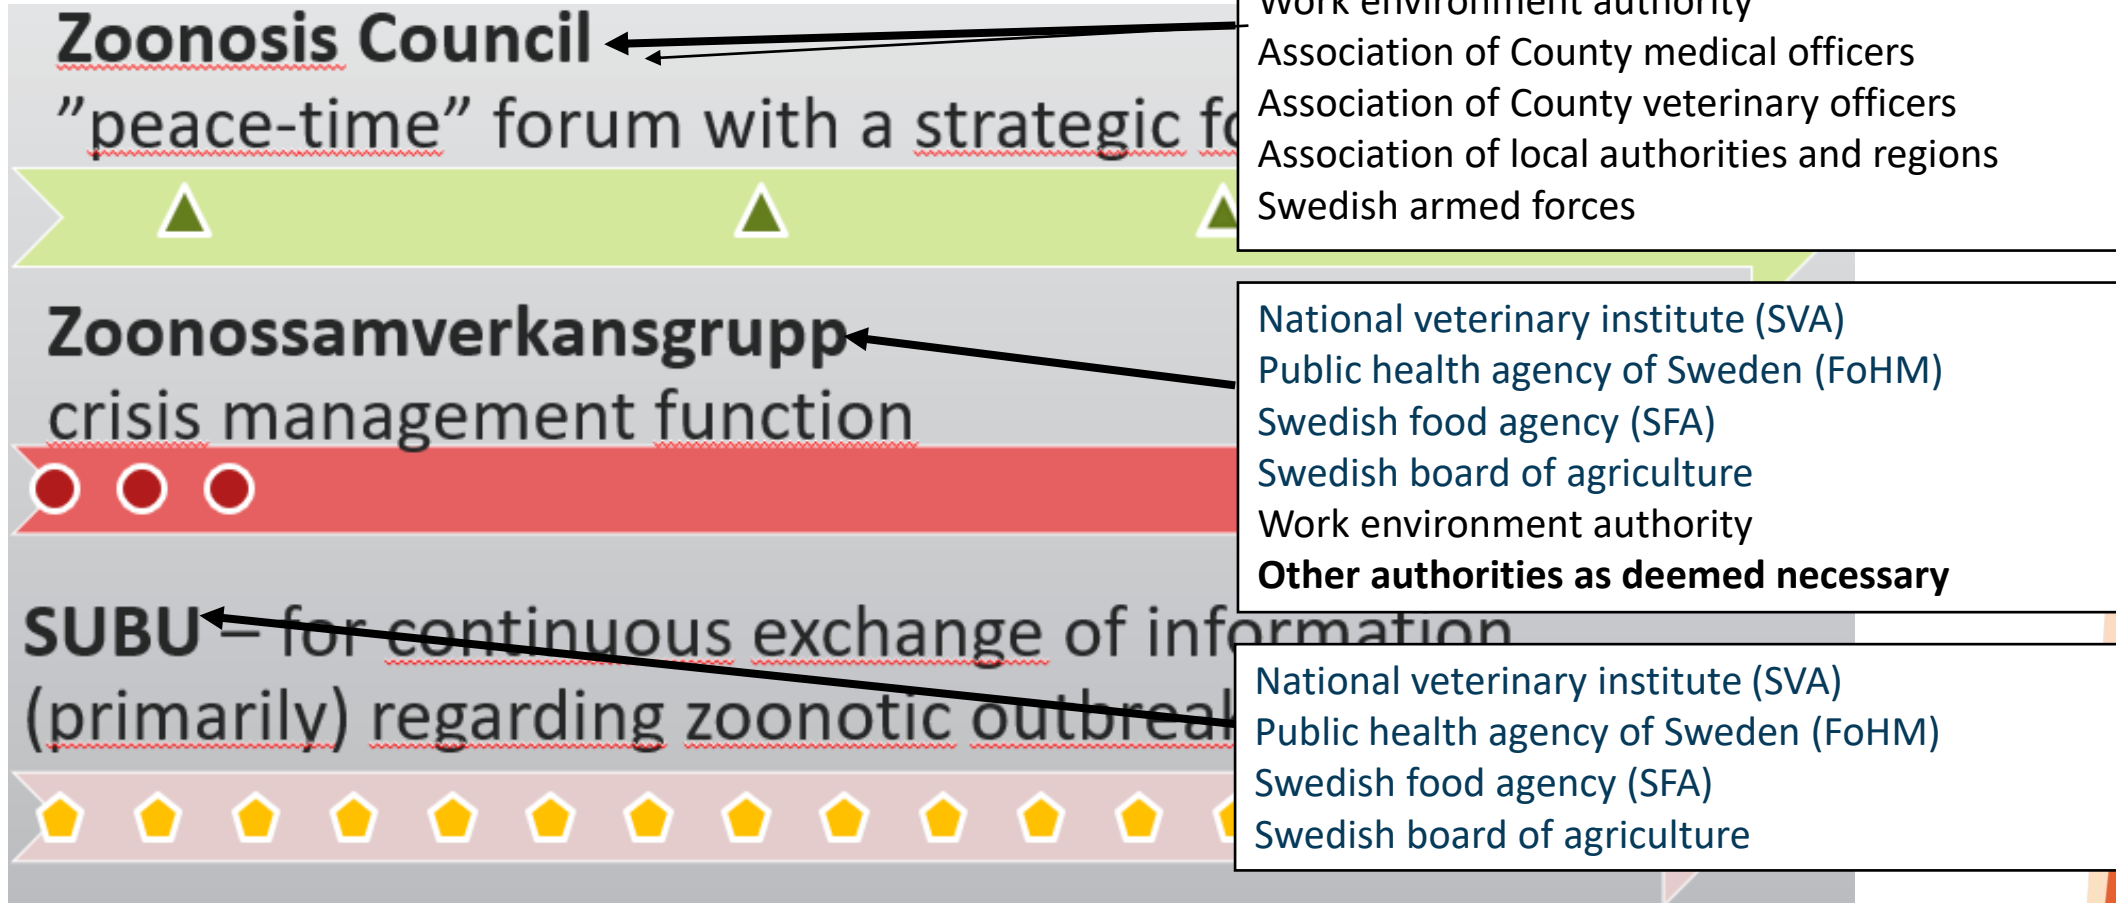 Zoonosis Council
”peace-time” forum with a strategic
Work environment authority
Association of County medical officers
Association of County veterinary officers
Association of local authorities and regions
Swedish armed forces
Zoonossamverkansgrupp
crisis management function
National veterinary institute (SVA)
Public health agency of Sweden (FoHM)
Swedish food agency (SFA)
Swedish board of agriculture
Work environment authority
Other authorities as deemed necessary
SUBU – for continuous exchange of information
(primarily) regarding zoonotic outbreak
National veterinary institute (SVA)
Public health agency of Sweden (FoHM)
Swedish food agency (SFA)
Swedish board of agriculture